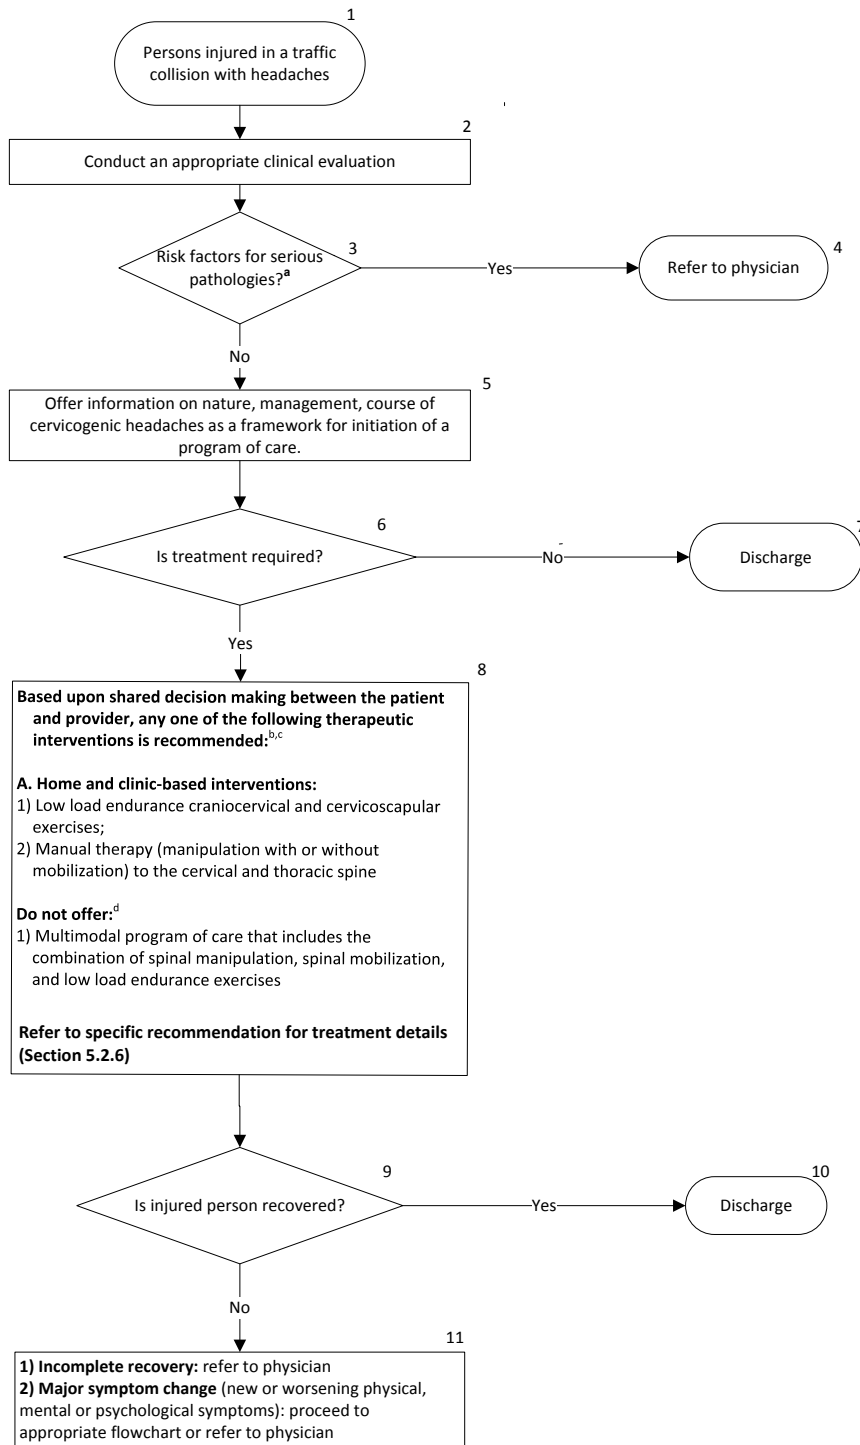 1
Persons injured in a traffic
collision with headaches
2
Conduct an appropriate clinical evaluation
3
Risk factors for serious
pathologies?a
Yes
4
Refer to physician
No
5
Offer information on nature, management, course of
cervicogenic headaches as a framework for initiation of a
program of care.
6
Is treatment required?
No
7
Discharge
Yes
8
Based upon shared decision making between the patient
and provider, any one of the following therapeutic
interventions is recommended:b,c
A. Home and clinic-based interventions:
1) Low load endurance craniocervical and cervicoscapular
exercises;
2) Manual therapy (manipulation with or without
mobilization) to the cervical and thoracic spine
Do not offer:d
1) Multimodal program of care that includes the
combination of spinal manipulation, spinal mobilization,
and low load endurance exercises
Refer to specific recommendation for treatment details
(Section 5.2.6)
9
Is injured person recovered?
Yes
10
Discharge
No
11
1) Incomplete recovery: refer to physician
2) Major symptom change (new or worsening physical,
mental or psychological symptoms): proceed to
appropriate flowchart or refer to physician